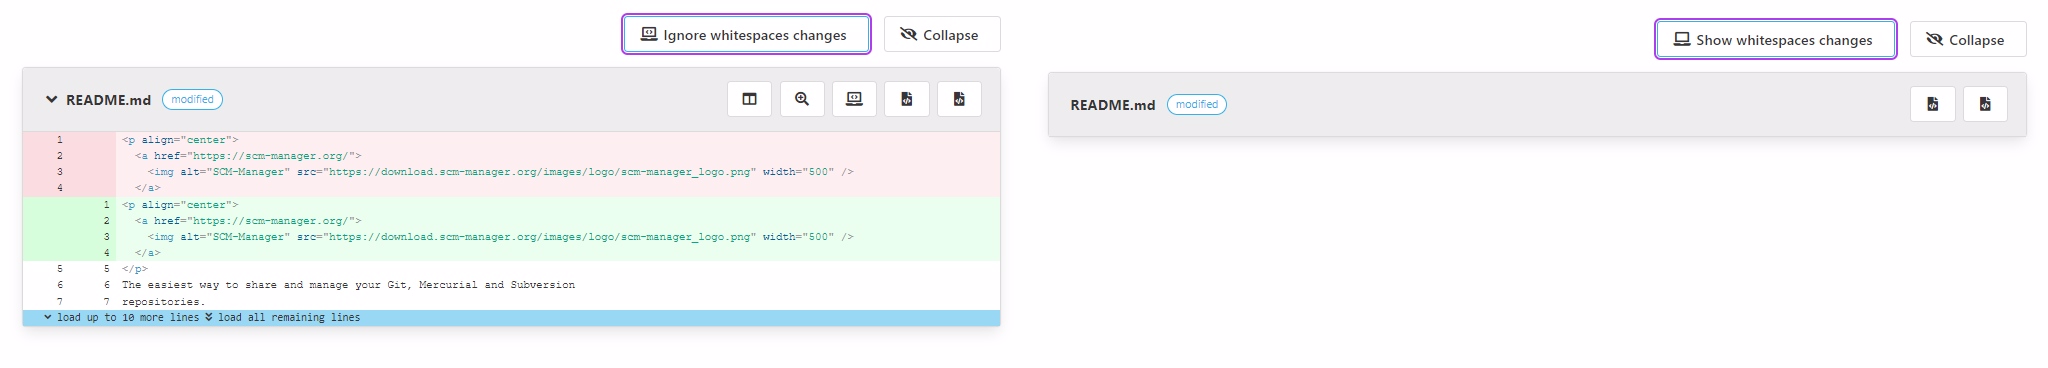 Ignore whitespaces changes Collapse
README.md modified
1 <p align="center">
2 <a href="https://scm-manager.org/">
3 <img alt="SCM-Manager" src="https://download.scm-manager.org/images/logo/scm-manager_logo.png" width="500" />
4 </a>
1 <p align="center">
2 <a href="https://scm-manager.org/">
3 <img alt="SCM-Manager" src="https://download.scm-manager.org/images/logo/scm-manager_logo.png" width="500" />
4 </a>
5 5 </p>
6 6 The easiest way to share and manage your Git, Mercurial and Subversion
7 7 repositories.
load up to 10 more lines load all remaining lines
Show whitespaces changes Collapse
README.md modified